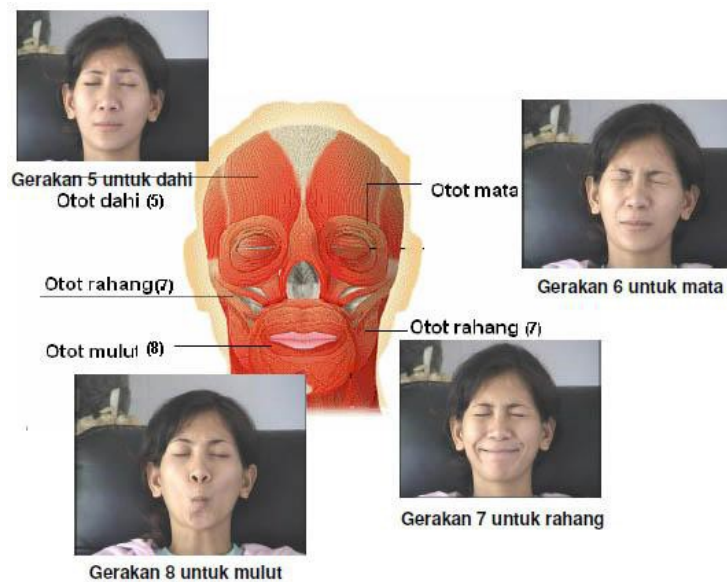 Gerakan 5 untuk dahi
Otot dahi (5)
Otot mata
Gerakan 6 untuk mata
Otot rahang(7)
Otot rahang (7)
Otot mulut (8)
Gerakan 7 untuk rahang
Gerakan 8 untuk mulut